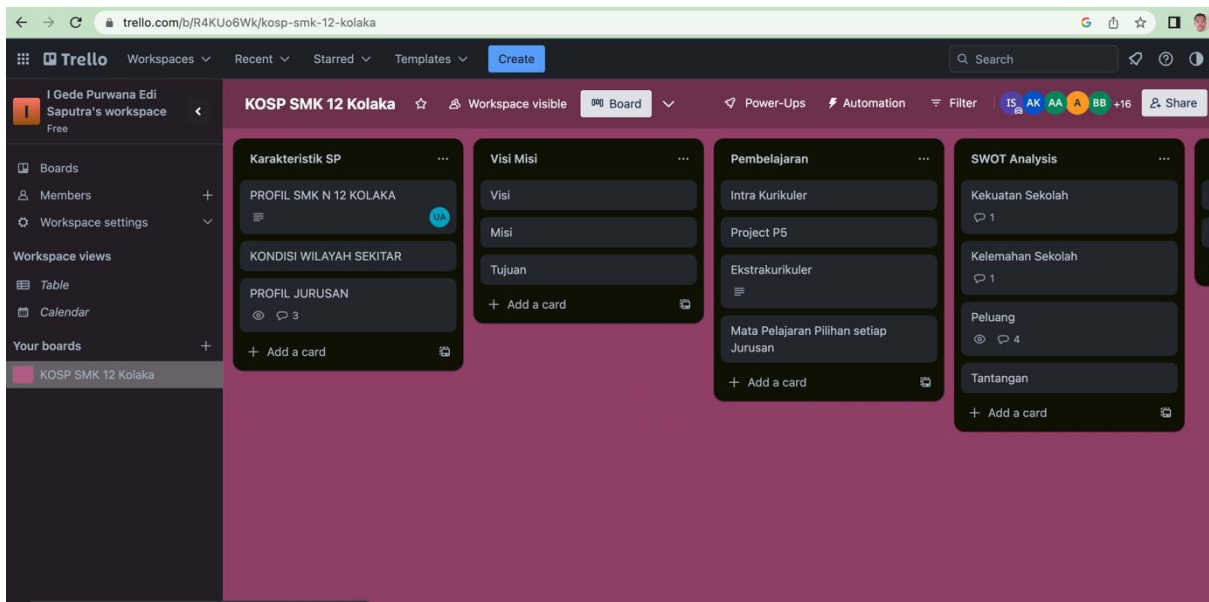 trello.com/b/R4KUo6Wk/kosp-smk-12-kolaka
Trello Workspaces Recent Starred Templates Create Search
I
I Gede Purwana Edi
Saputra's workspace
Free
Boards
Members
Workspace settings
Workspace views
Table
Calendar
Your boards
KOSP SMK 12 Kolaka
KOSP SMK 12 Kolaka Workspace visible Board Power-Ups Automation Filter IS AK AA A BB +16 Share
Karakteristik SP
PROFIL SMK N 12 KOLAKA
UA
KONDISI WILAYAH SEKITAR
PROFIL JURUSAN
3
+ Add a card
Visi Misi
Visi
Misi
Tujuan
+ Add a card
Pembelajaran
Intra Kurikuler
Project P5
Ekstrakurikuler
Mata Pelajaran Pilihan setiap
Jurusan
+ Add a card
SWOT Analysis
Kekuatan Sekolah
1
Kelemahan Sekolah
1
Peluang
4
Tantangan
+ Add a card